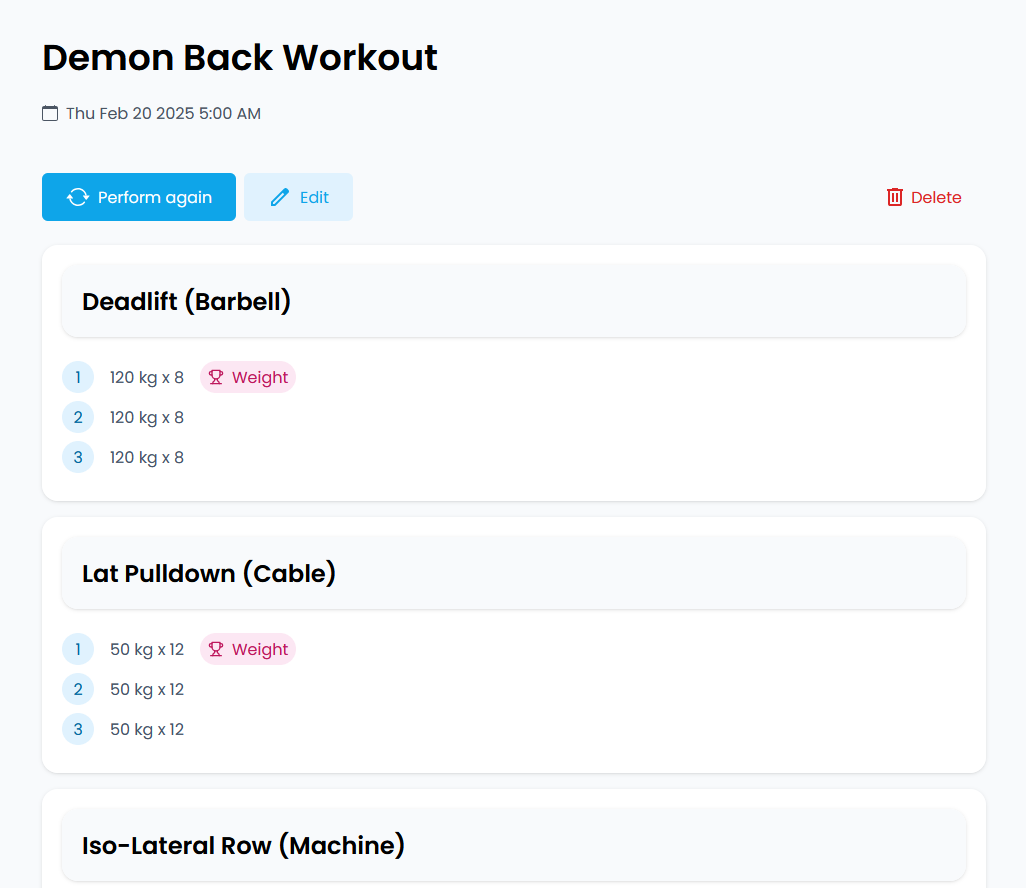 Demon Back Workout
Thu Feb 20 2025 5:00 AM
Perform again Edit Delete
Deadlift (Barbell)
1 120 kg x 8 Weight
2 120 kg x 8
3 120 kg x 8
Lat Pulldown (Cable)
1 50 kg x 12 Weight
2 50 kg x 12
3 50 kg x 12
Iso-Lateral Row (Machine)